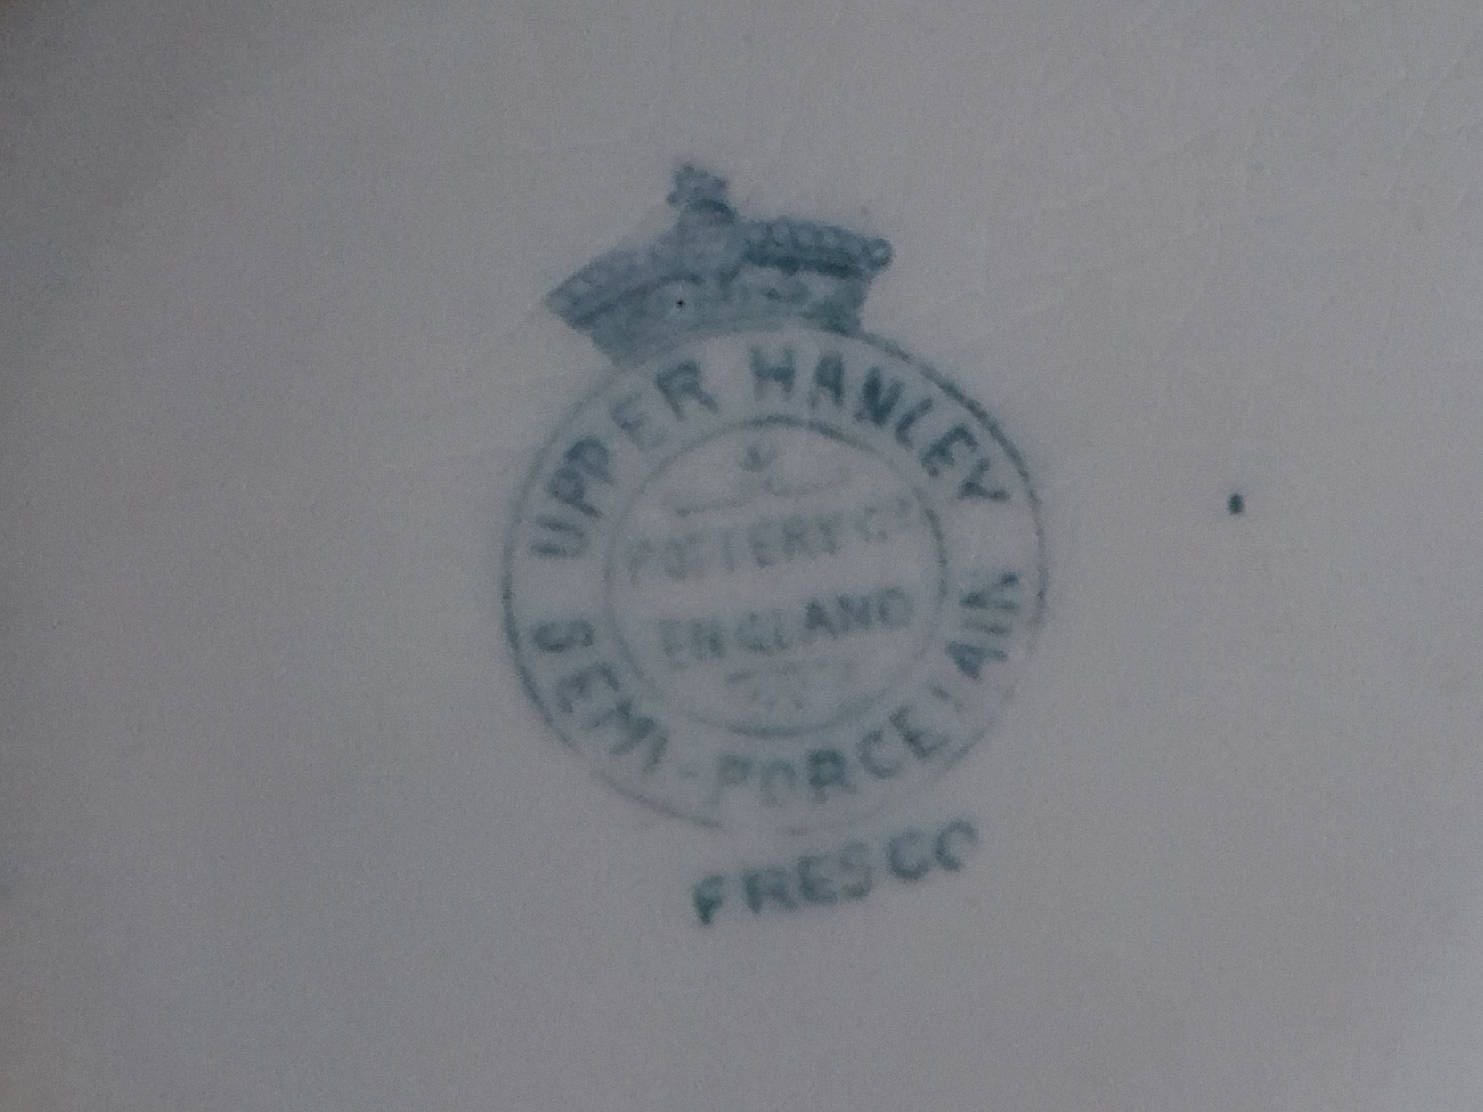 UPPER HANLEY
POTTERY CO
ENGLAND
SEMI-PORCELAIN
FRESCO